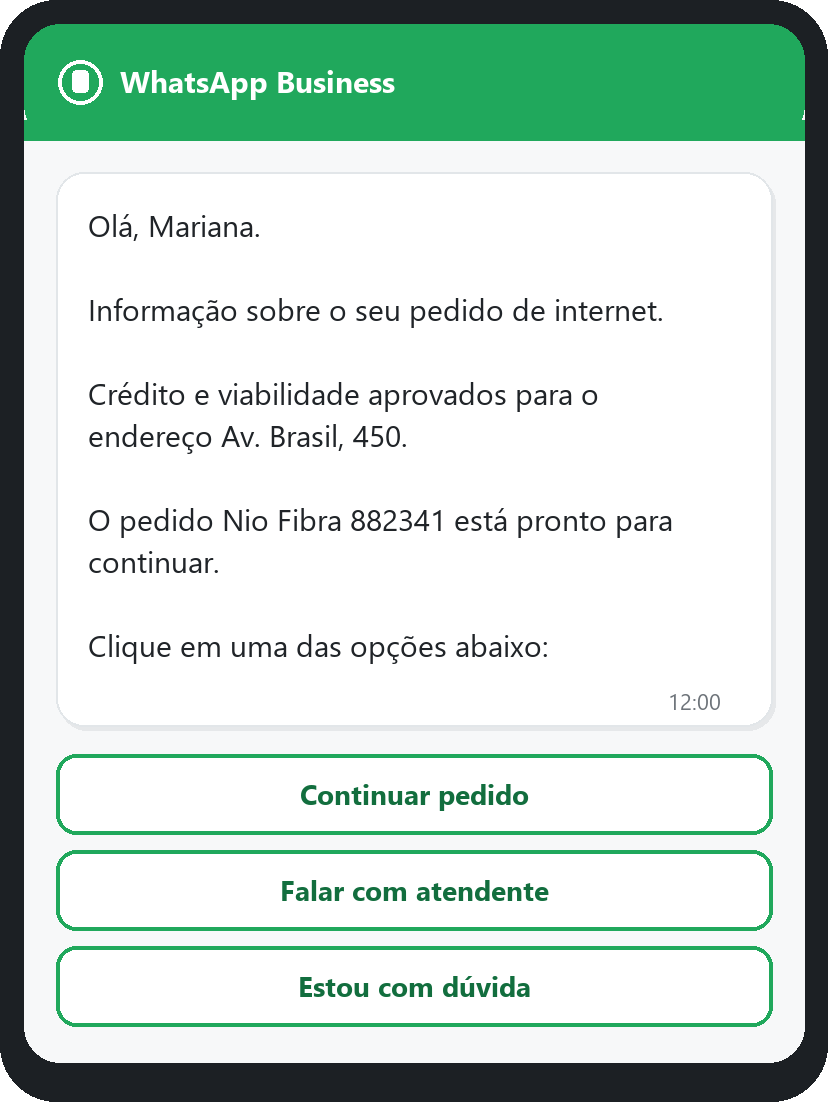 WhatsApp Business
Olá, Mariana.
Informação sobre o seu pedido de internet.
Crédito e viabilidade aprovados para o
endereço Av. Brasil, 450.
O pedido Nio Fibra 882341 está pronto para
continuar.
Clique em uma das opções abaixo:
12:00
Continuar pedido
Falar com atendente
Estou com dúvida